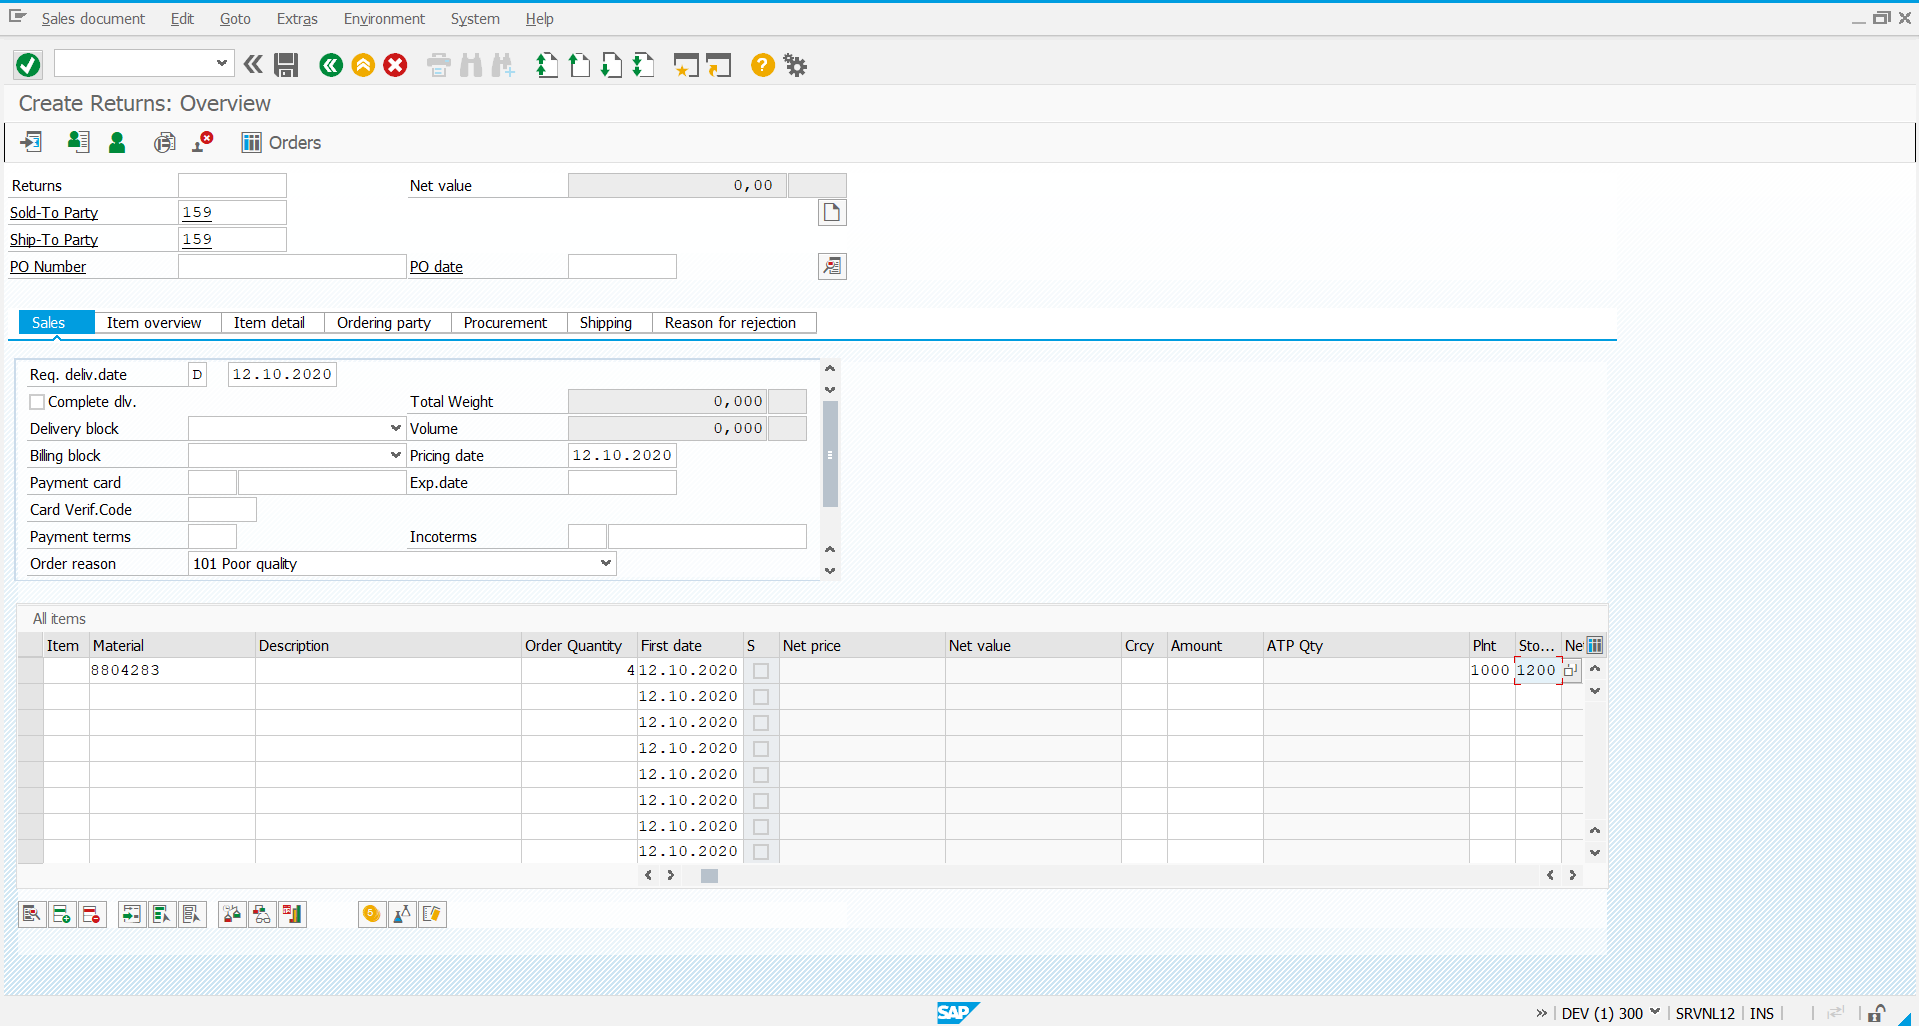 Sales document Edit Goto Extras Environment System Help
Create Returns: Overview
Orders
Returns Net value 0,00
Sold-To Party 159
Ship-To Party 159
PO Number PO date
Sales Item overview Item detail Ordering party Procurement Shipping Reason for rejection
Req. deliv.date D 12.10.2020
Complete dlv. Total Weight 0,000
Delivery block Volume 0,000
Billing block Pricing date 12.10.2020
Payment card Exp.date
Card Verif.Code
Payment terms Incoterms
Order reason 101 Poor quality
All items
Item Material Description Order Quantity First date S Net price Net value Crcy Amount ATP Qty Plnt Sto... Ne
8804283 4 12.10.2020 1000 1200
12.10.2020
12.10.2020
12.10.2020
12.10.2020
12.10.2020
12.10.2020
12.10.2020
SAP DEV (1) 300 SRVNL12 INS